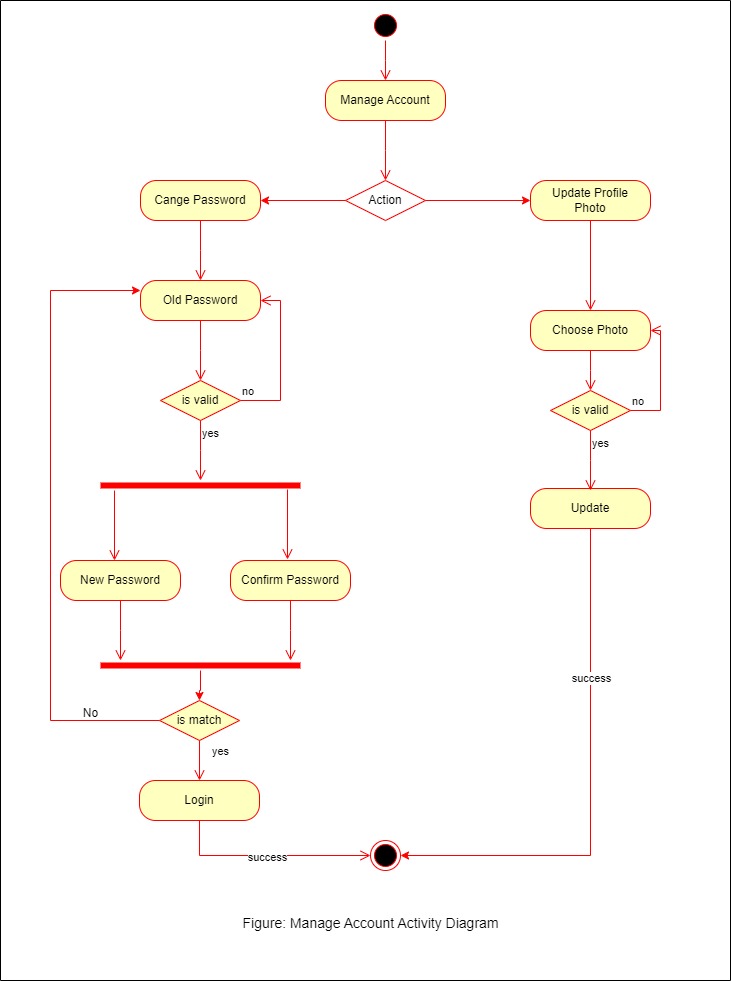 Manage Account
Cange Password
Action
Update Profile
Photo
Old Password
Choose Photo
is valid
no
is valid
no
yes
yes
Update
New Password
Confirm Password
success
No
is match
yes
Login
success
Figure: Manage Account Activity Diagram